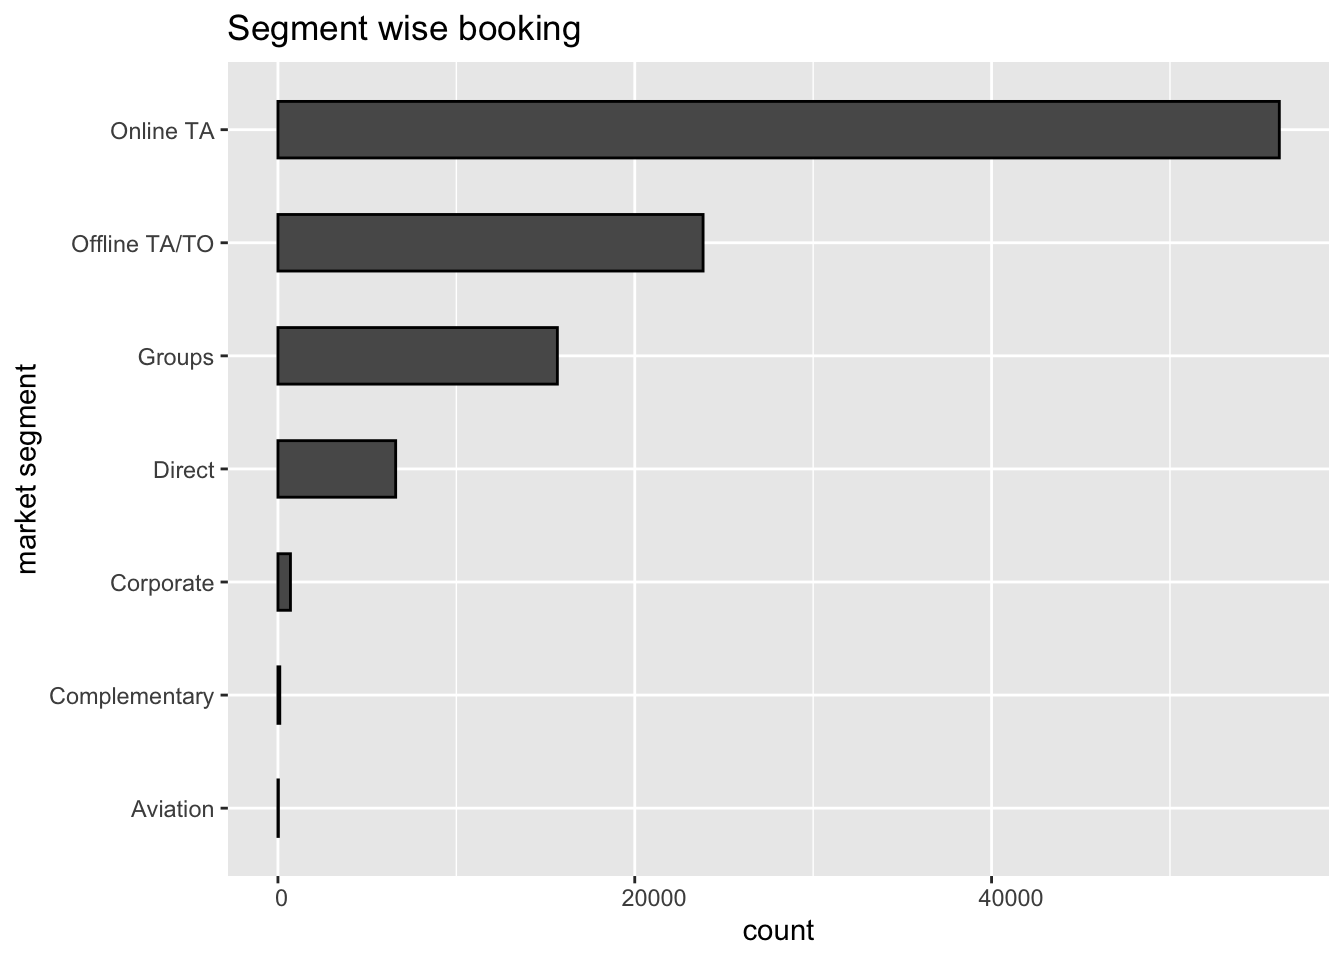 Segment wise booking
Online TA
Offline TA/TO
Groups
Direct
Corporate
Complementary
Aviation
market segment
0
20000
40000
count